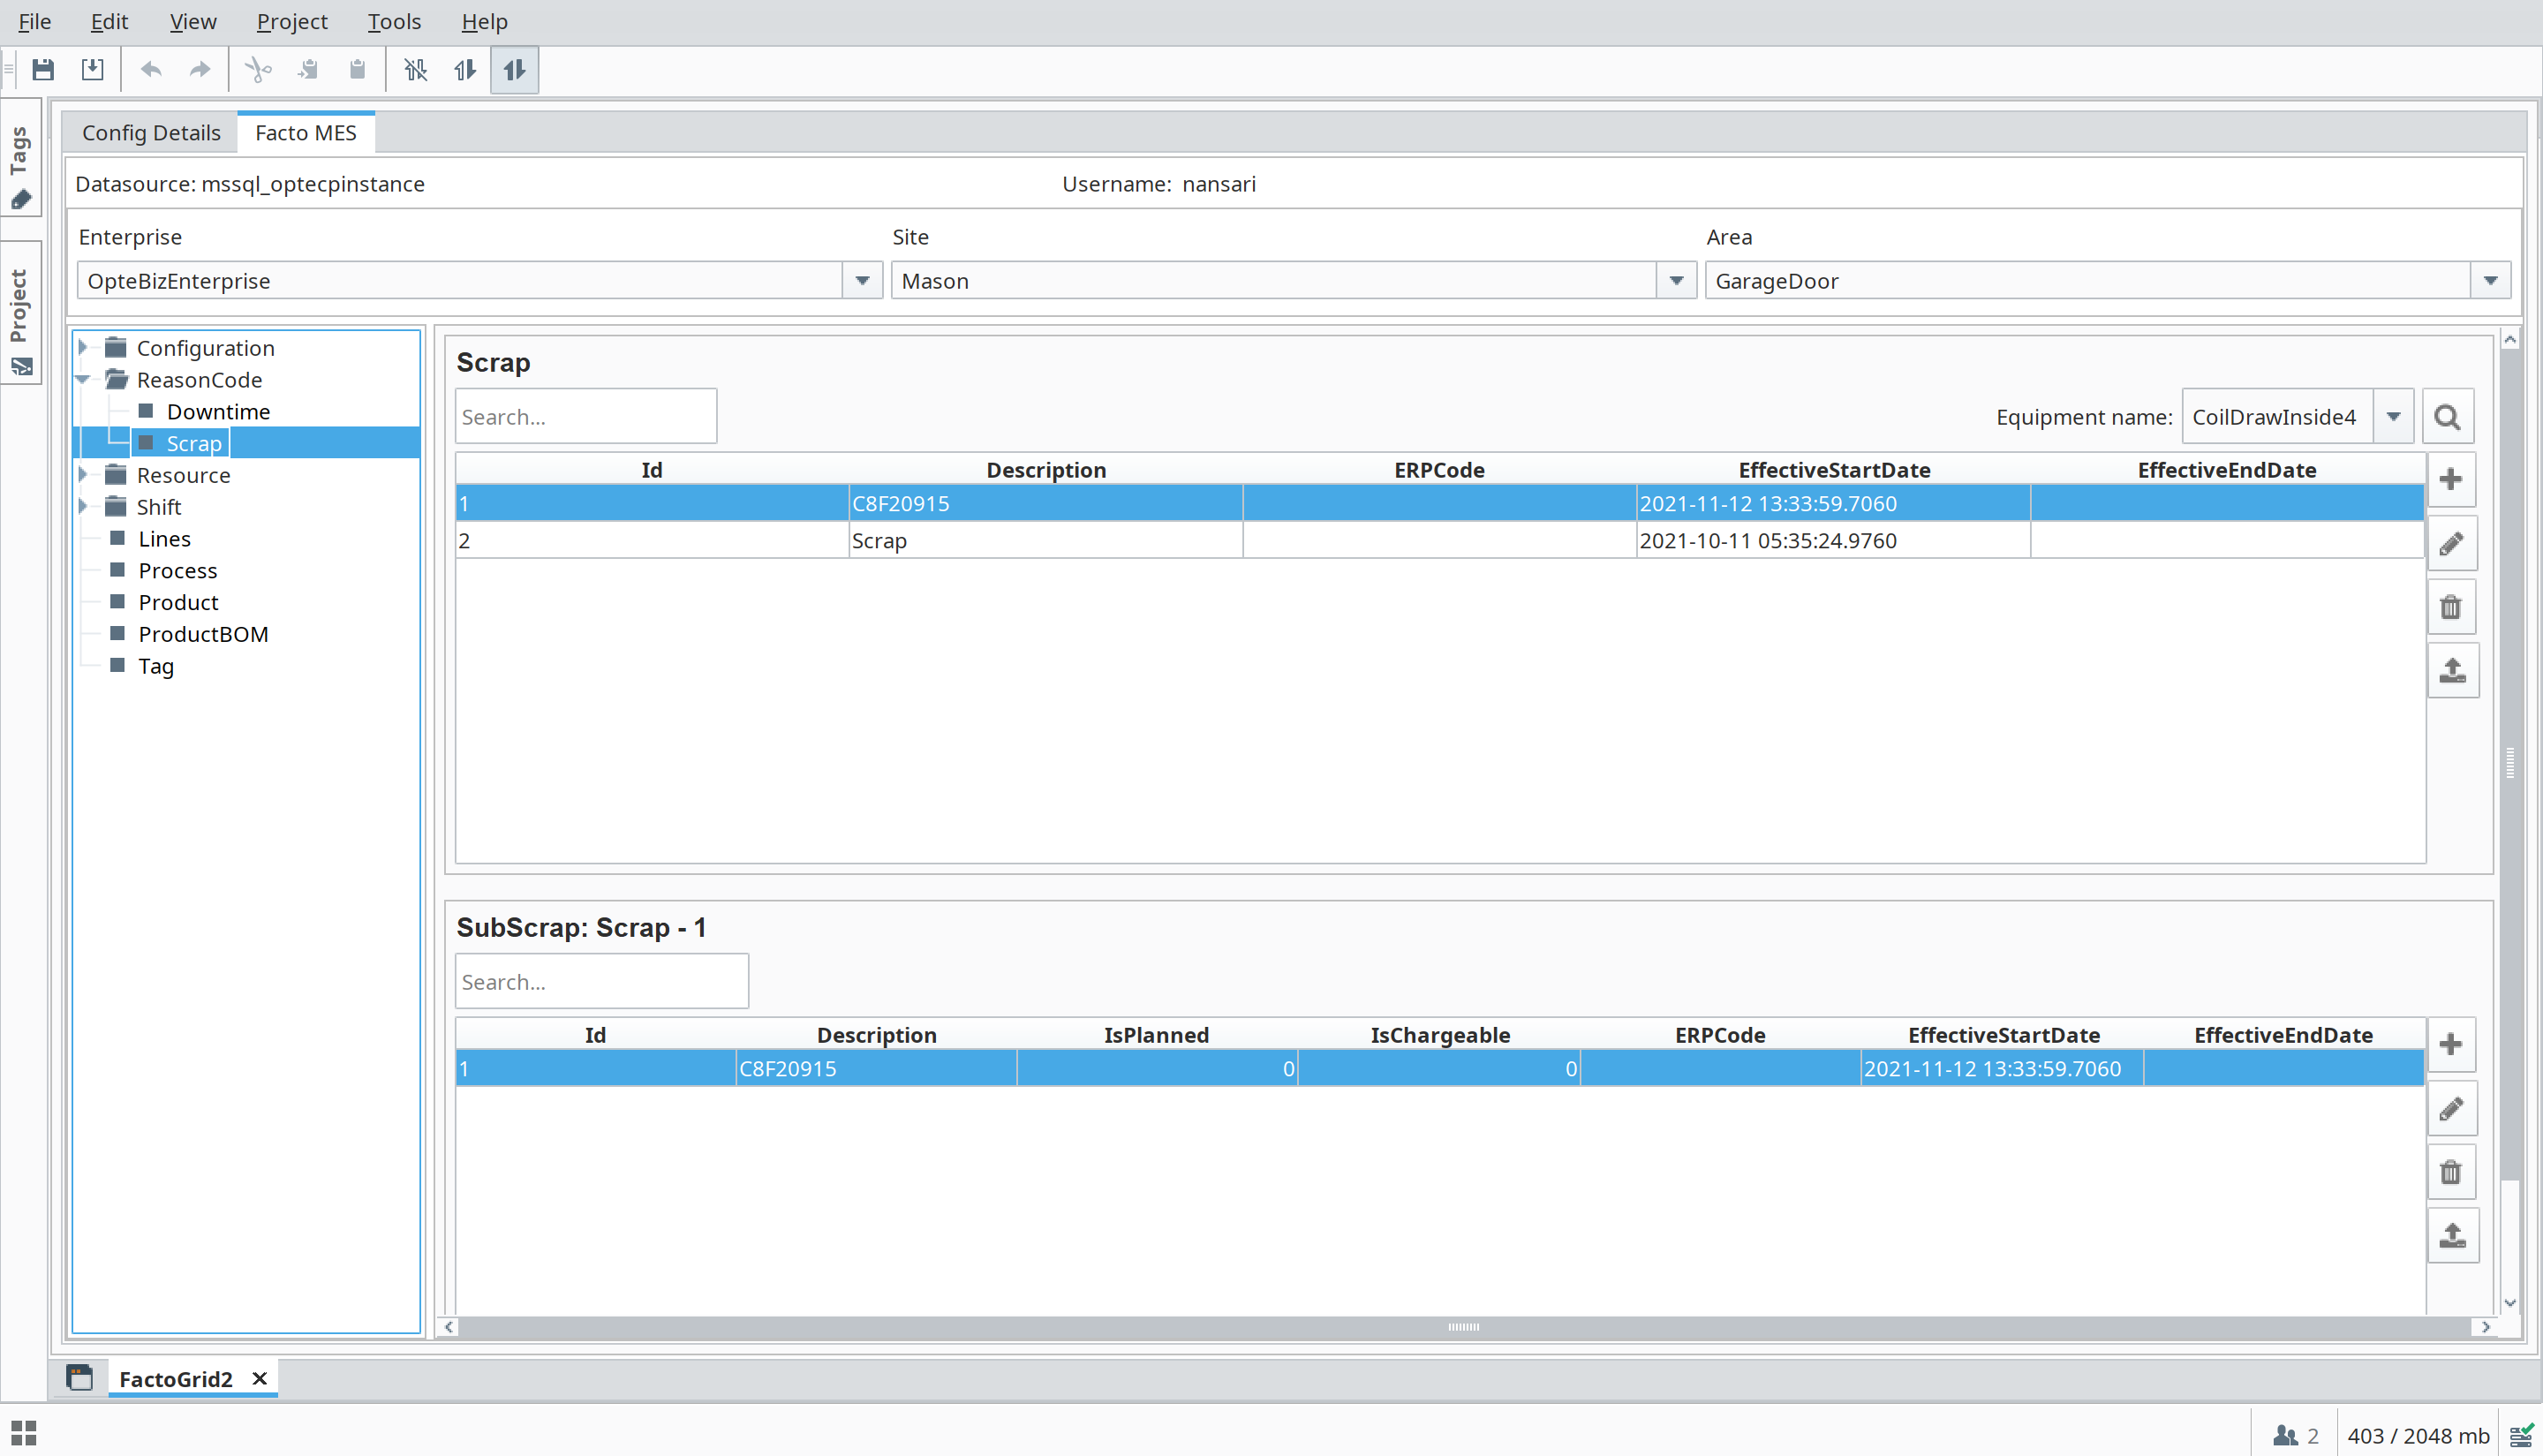 File Edit View Project Tools Help
Tags
Project
Config Details Facto MES
Datasource: mssql_optecpinstance Username: nansari
Enterprise Site Area
OpteBizEnterprise Mason GarageDoor
Configuration
ReasonCode
Downtime
Scrap
Resource
Shift
Lines
Process
Product
ProductBOM
Tag
Scrap
Search... Equipment name: CoilDrawInside4
Id Description ERPCode EffectiveStartDate EffectiveEndDate
1 C8F20915 2021-11-12 13:33:59.7060
2 Scrap 2021-10-11 05:35:24.9760
SubScrap: Scrap - 1
Search...
Id Description IsPlanned IsChargeable ERPCode EffectiveStartDate EffectiveEndDate
1 C8F20915 0 0 2021-11-12 13:33:59.7060
FactoGrid2
2 403 / 2048 mb